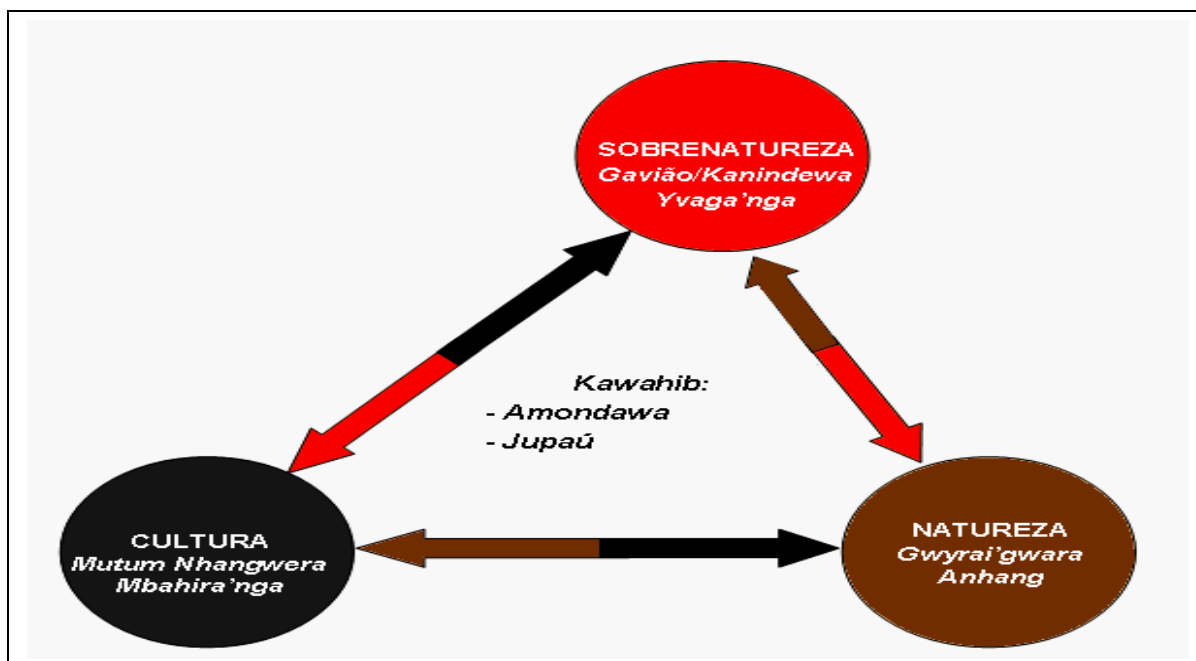 SOBRENATUREZA
Gavião/Kanindewa
Yvaga’nga
Kawahib:
- Amondawa
- Jupaú
CULTURA
Mutum Nhangwera
Mbahira’nga
NATUREZA
Gwyrai’gwara
Anhang